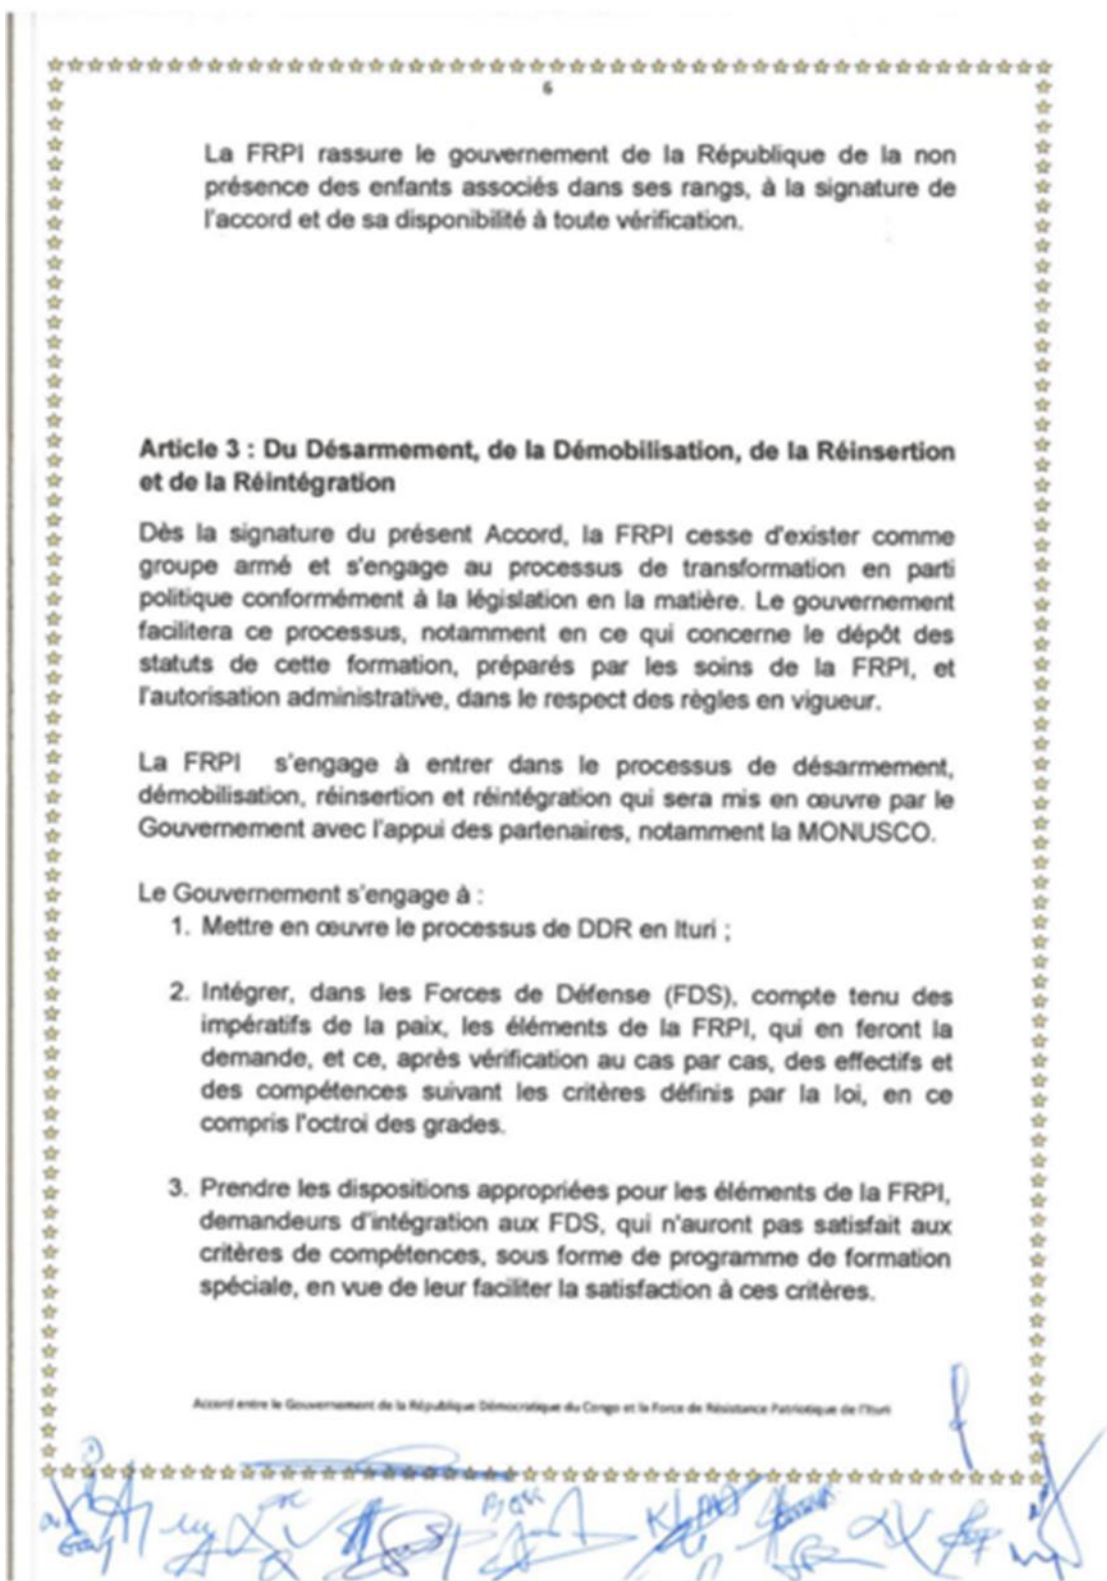 6
La FRPI rassure le gouvernement de la République de la non
présence des enfants associés dans ses rangs, à la signature de
l'accord et de sa disponibilité à toute vérification.
Article 3 : Du Désarmement, de la Démobilisation, de la Réinsertion
et de la Réintégration
Dès la signature du présent Accord, la FRPI cesse d'exister comme
groupe armé et s'engage au processus de transformation en parti
politique conformément à la législation en la matière. Le gouvernement
facilitera ce processus, notamment en ce qui concerne le dépôt des
statuts de cette formation, préparés par les soins de la FRPI, et
l'autorisation administrative, dans le respect des règles en vigueur.
La FRPI s'engage à entrer dans le processus de désarmement,
démobilisation, réinsertion et réintégration qui sera mis en œuvre par le
Gouvernement avec l'appui des partenaires, notamment la MONUSCO.
Le Gouvernement s'engage à :
1. Mettre en œuvre le processus de DDR en Ituri ;
2. Intégrer, dans les Forces de Défense (FDS), compte tenu des
impératifs de la paix, les éléments de la FRPI, qui en feront la
demande, et ce, après vérification au cas par cas, des effectifs et
des compétences suivant les critères définis par la loi, en ce
compris l'octroi des grades.
3. Prendre les dispositions appropriées pour les éléments de la FRPI,
demandeurs d'intégration aux FDS, qui n'auront pas satisfait aux
critères de compétences, sous forme de programme de formation
spéciale, en vue de leur faciliter la satisfaction à ces critères.
Accord entre le Gouvernement de la République Démocratique du Congo et la Force de Résistance Patriotique de l'Ituri